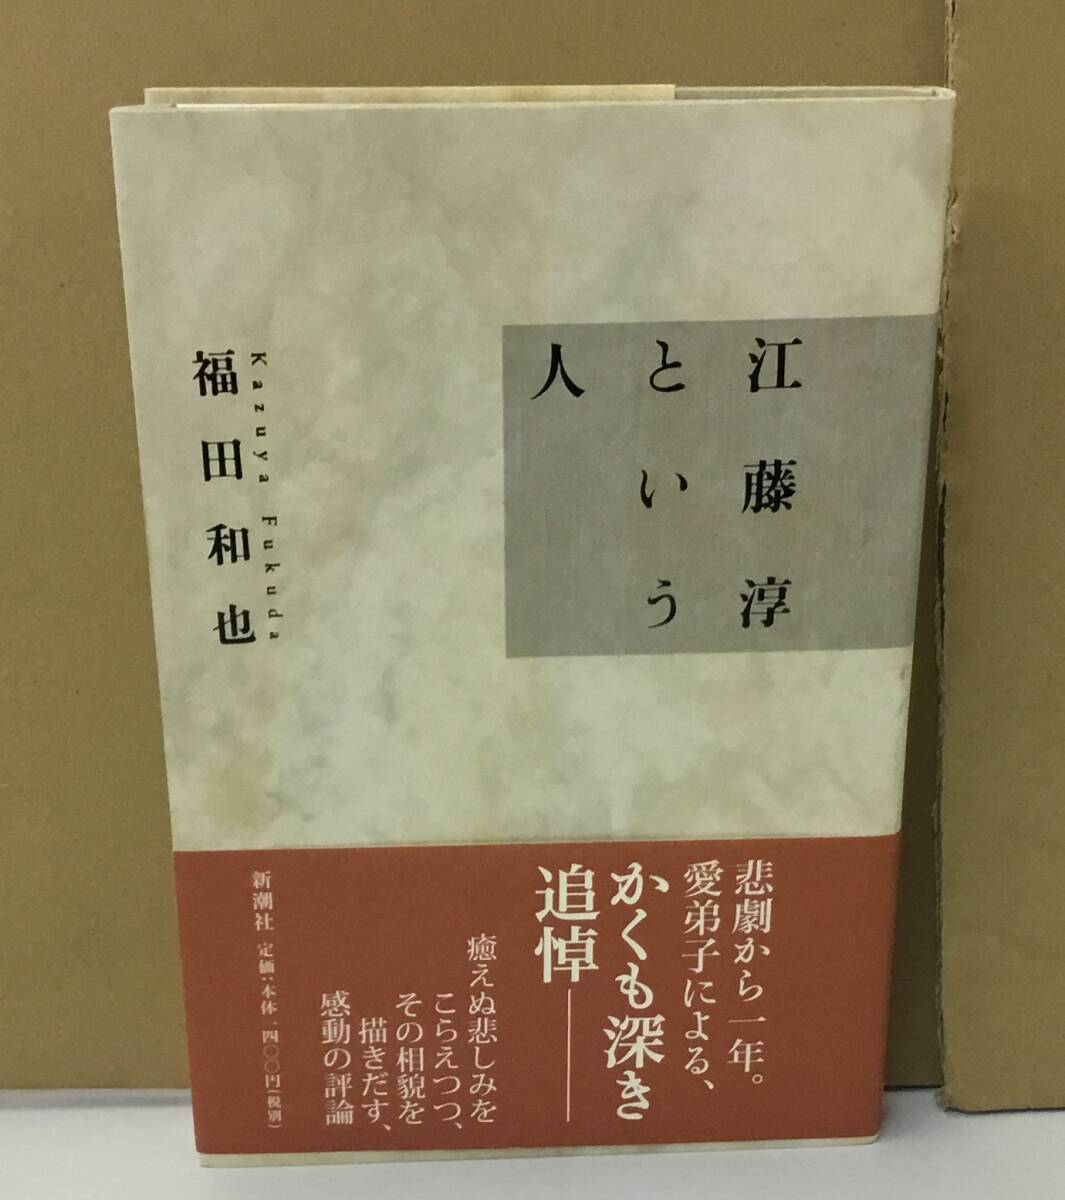 江藤淳
という
人
福田和也
Kazuya Fukuda
悲劇から一年。
愛弟子による、
かくも深き
追悼――
癒えぬ悲しみを
こらえつつ、
その相貌を
描きだす、
感動の評論
新潮社 定価:本体一四〇〇円(税別)